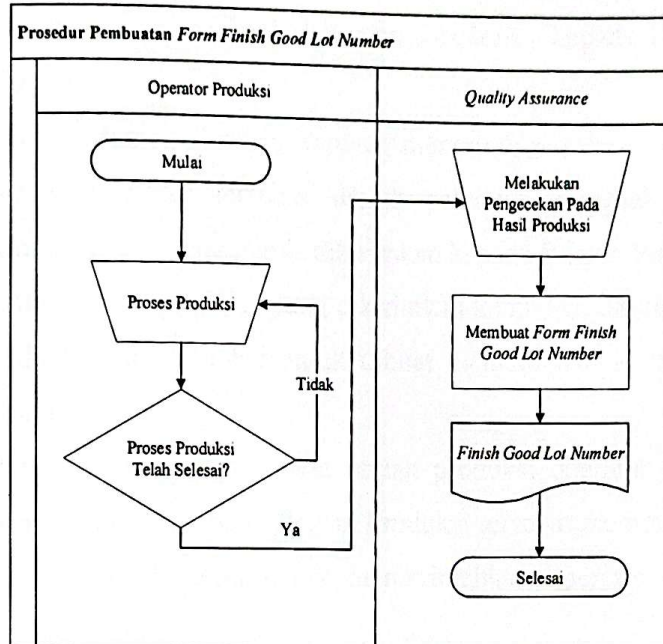 Prosedur Pembuatan Form Finish Good Lot Number
Operator Produksi
Quality Assurance
Mulai
Proses Produksi
Tidak
Proses Produksi
Telah Selesai?
Ya
Melakukan
Pengecekan Pada
Hasil Produksi
Membuat Form Finish
Good Lot Number
Finish Good Lot Number
Selesai